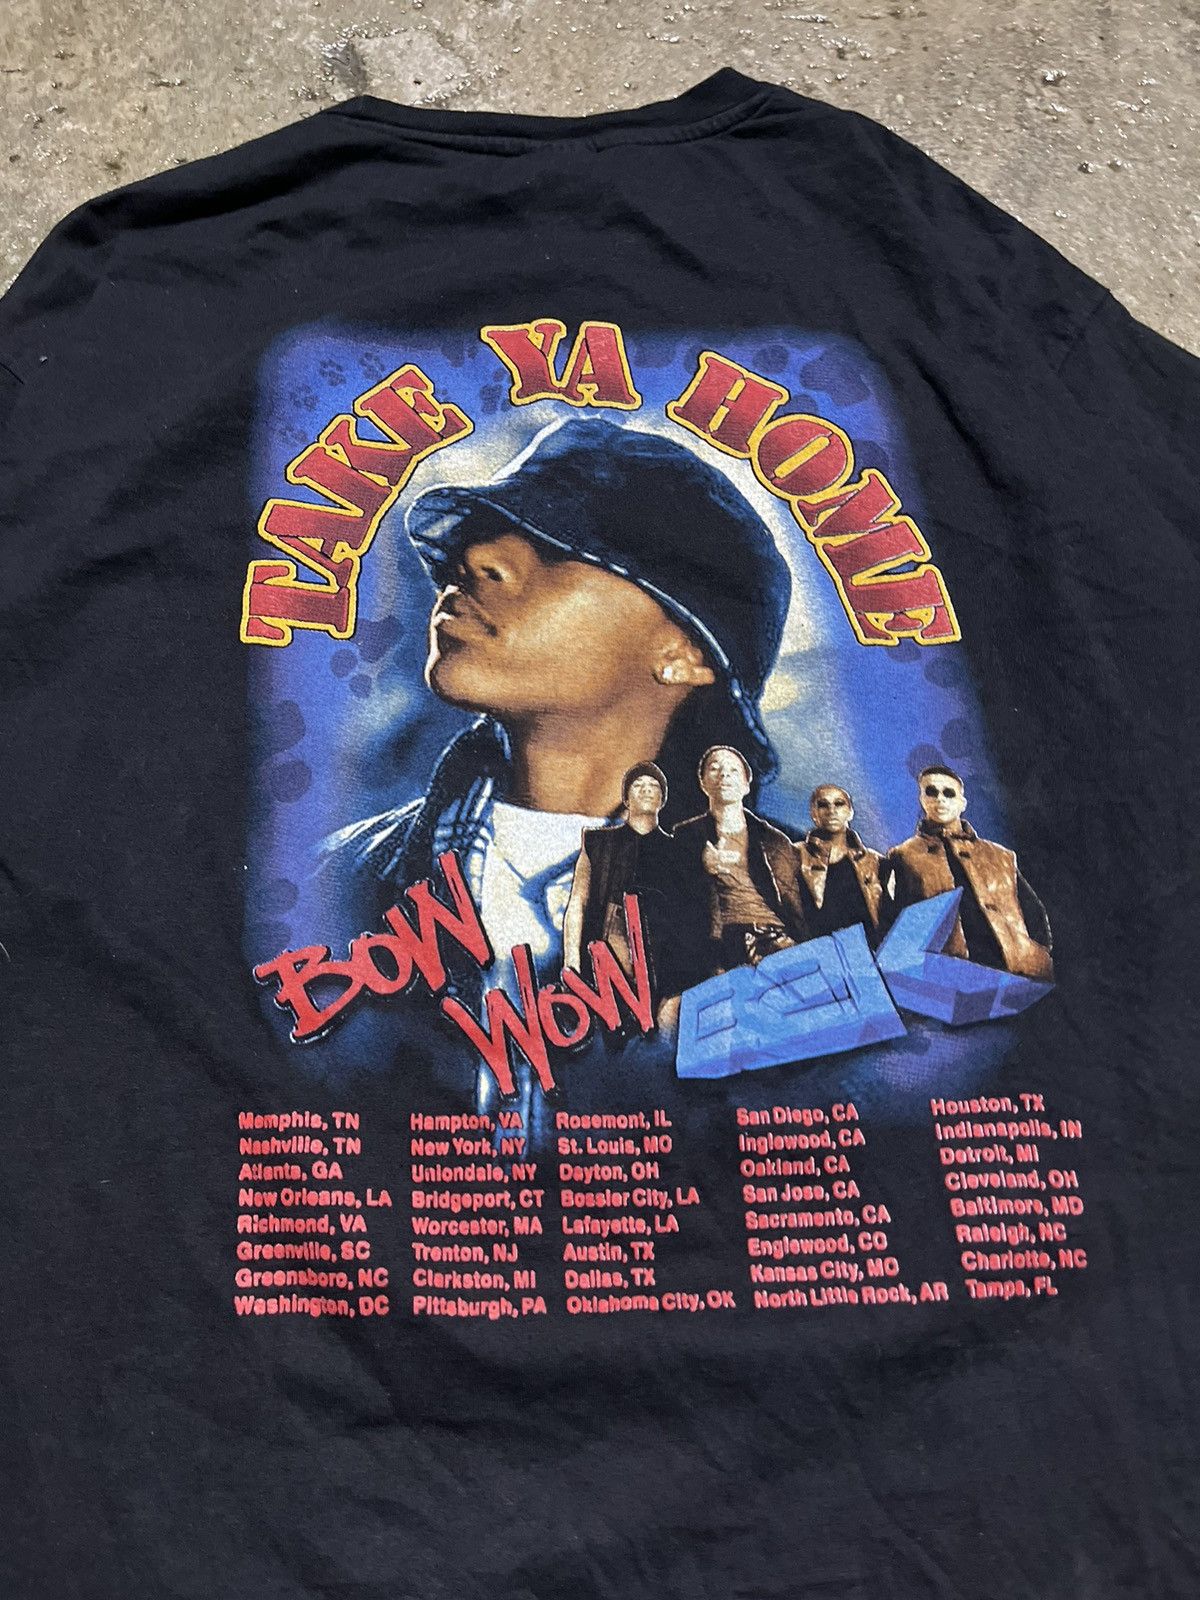 TAKE YA HOME
BOW
WOW
B2K
Memphis, TN
Nashville, TN
Atlanta, GA
New Orleans, LA
Richmond, VA
Greenville, SC
Greensboro, NC
Washington, DC
Hampton, VA
New York, NY
Uniondale, NY
Bridgeport, CT
Worcester, MA
Trenton, NJ
Clarkston, MI
Pittsburgh, PA
Rosemont, IL
St. Louis, MO
Dayton, OH
Bossier City, LA
Lafayette, LA
Austin, TX
Dallas, TX
Oklahoma City, OK
San Diego, CA
Inglewood, CA
Oakland, CA
San Jose, CA
Sacramento, CA
Englewood, CO
Kansas City, MO
North Little Rock, AR
Houston, TX
Indianapolis, IN
Detroit, MI
Cleveland, OH
Baltimore, MD
Raleigh, NC
Charlotte, NC
Tampa, FL